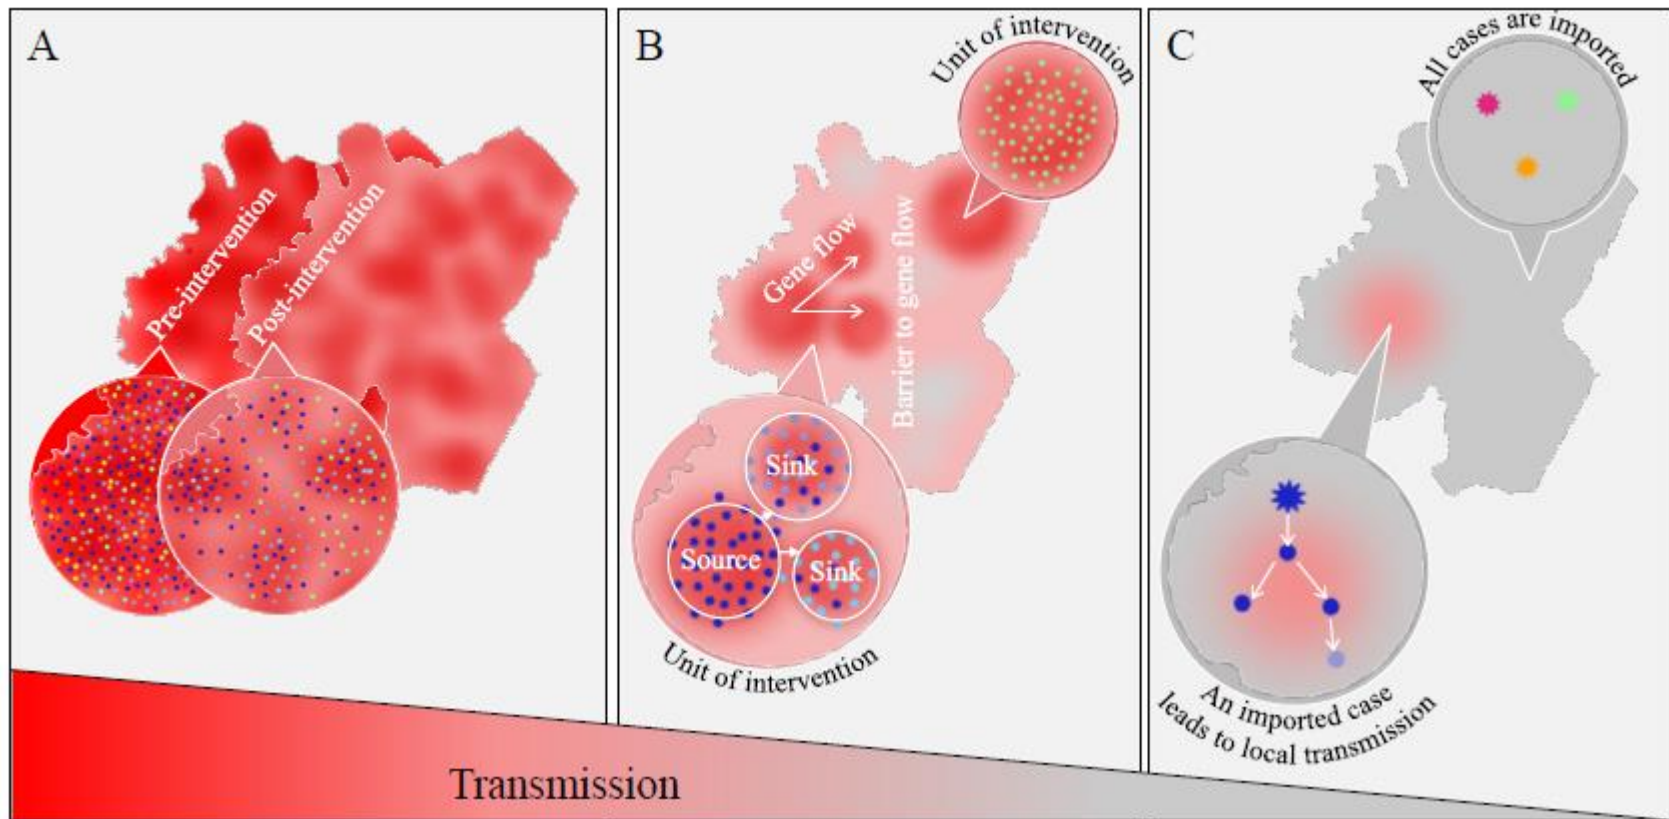 A
Pre-intervention
Post-intervention
B
Unit of intervention
Gene flow
Barrier to gene flow
Sink
Source
Sink
Unit of intervention
C
All cases are imported
An imported case
leads to local transmission
Transmission